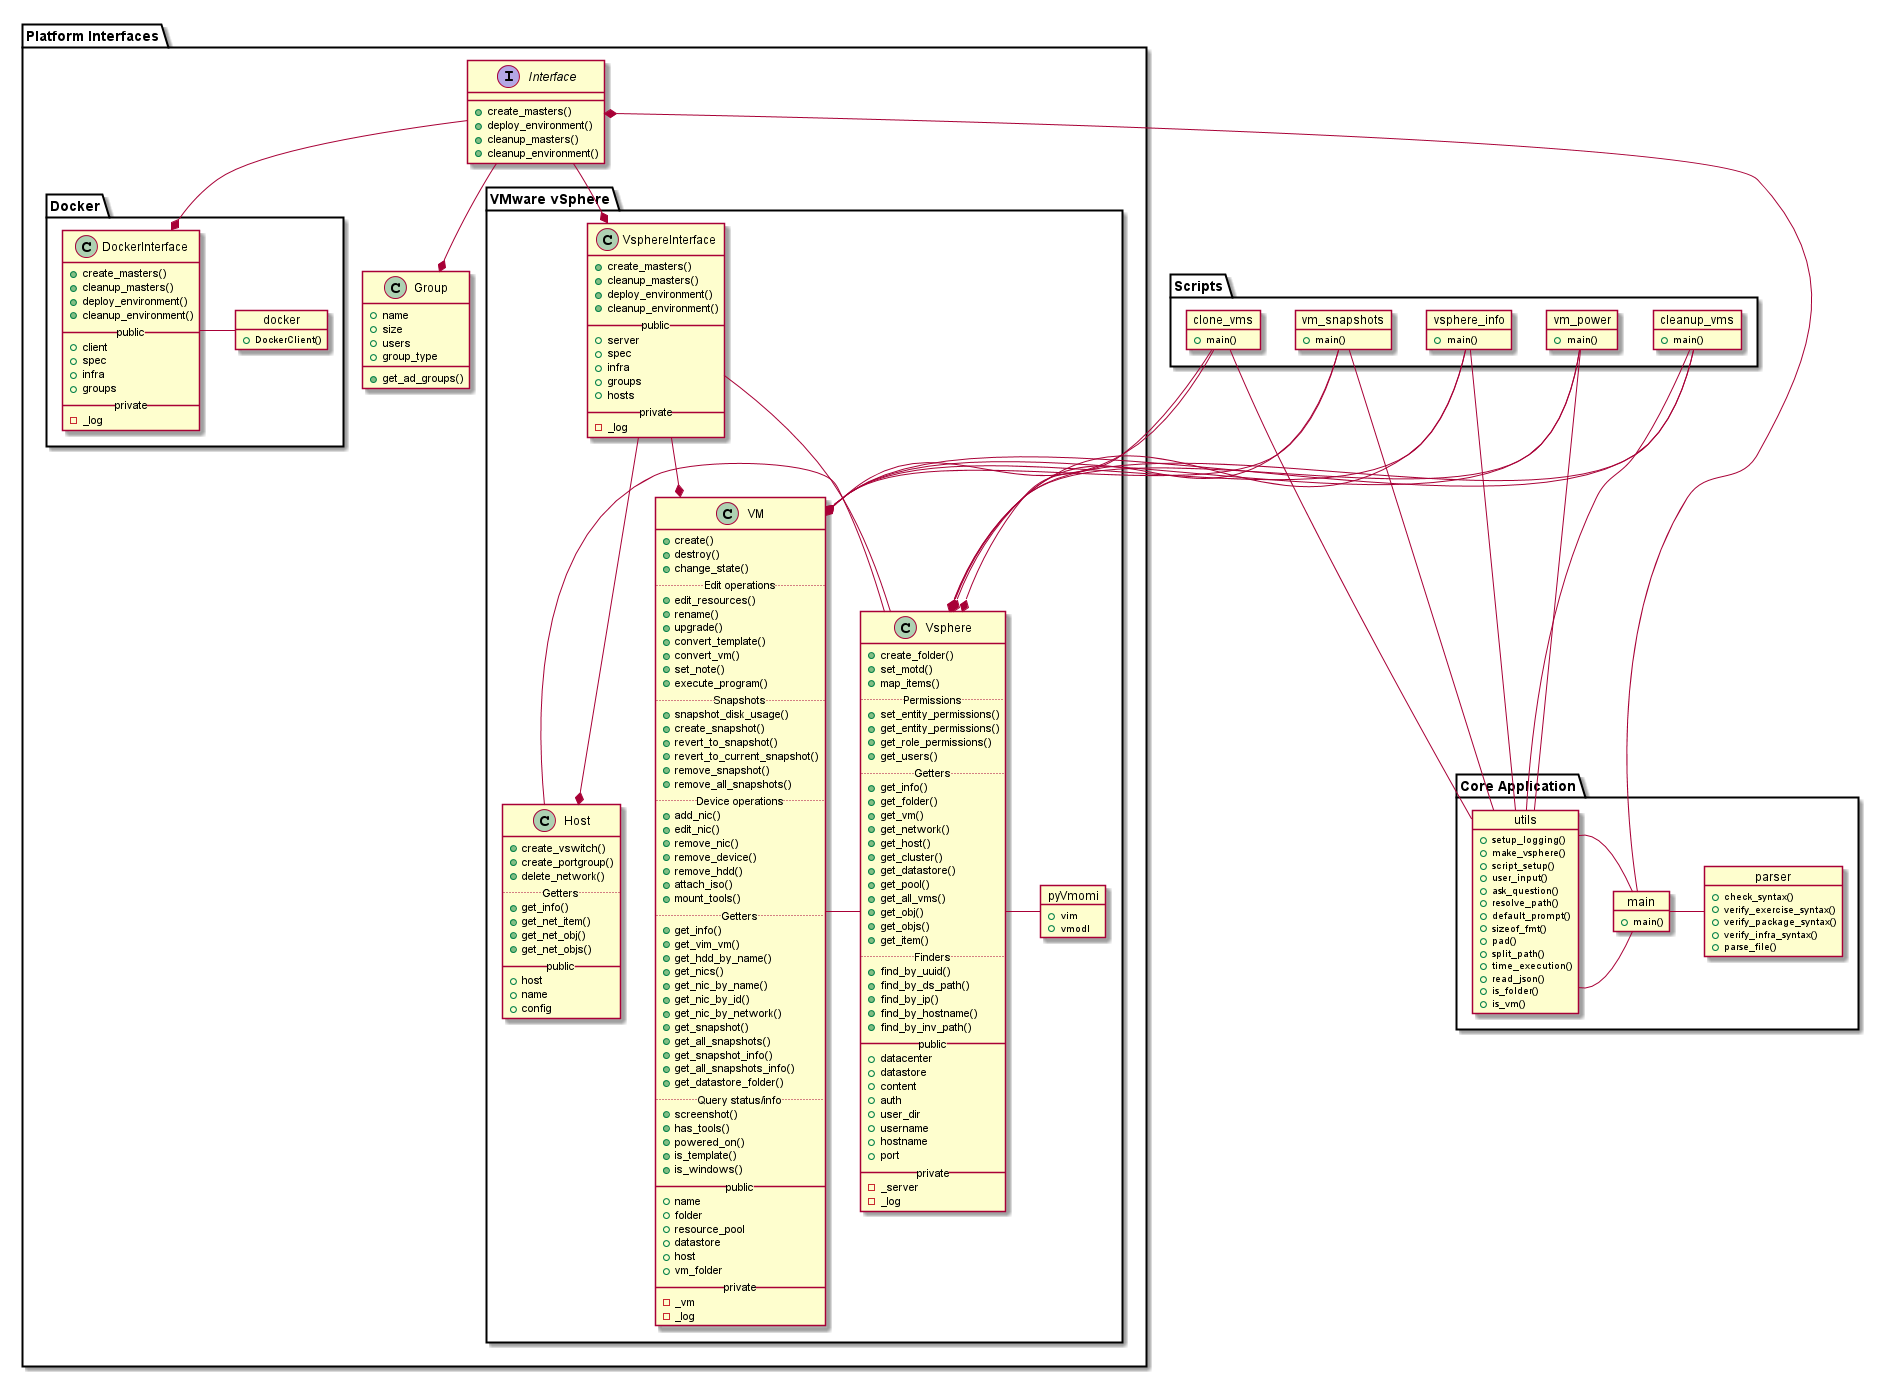 Platform Interfaces
I Interface
create_masters()
deploy_environment()
cleanup_masters()
cleanup_environment()
Docker
C DockerInterface
create_masters()
cleanup_masters()
deploy_environment()
cleanup_environment()
public
client
spec
infra
groups
private
_log
docker
DockerClient()
C Group
name
size
users
group_type
get_ad_groups()
VMware vSphere
C VsphereInterface
create_masters()
cleanup_masters()
deploy_environment()
cleanup_environment()
public
server
spec
infra
groups
hosts
private
_log
C VM
create()
destroy()
change_state()
Edit operations
edit_resources()
rename()
upgrade()
convert_template()
convert_vm()
set_note()
execute_program()
Snapshots
snapshot_disk_usage()
create_snapshot()
revert_to_snapshot()
revert_to_current_snapshot()
remove_snapshot()
remove_all_snapshots()
Device operations
add_nic()
edit_nic()
remove_nic()
remove_device()
remove_hdd()
attach_iso()
mount_tools()
Getters
get_info()
get_vim_vm()
get_hdd_by_name()
get_nics()
get_nic_by_name()
get_nic_by_id()
get_nic_by_network()
get_snapshot()
get_all_snapshots()
get_snapshot_info()
get_all_snapshots_info()
get_datastore_folder()
Query status/info
screenshot()
has_tools()
powered_on()
is_template()
is_windows()
public
name
folder
resource_pool
datastore
host
vm_folder
private
_vm
_log
C Vsphere
create_folder()
set_motd()
map_items()
Permissions
set_entity_permissions()
get_entity_permissions()
get_role_permissions()
get_users()
Getters
get_info()
get_folder()
get_vm()
get_network()
get_host()
get_cluster()
get_datastore()
get_pool()
get_all_vms()
get_obj()
get_objs()
get_item()
Finders
find_by_uuid()
find_by_ds_path()
find_by_ip()
find_by_hostname()
find_by_inv_path()
public
datacenter
datastore
content
auth
user_dir
username
hostname
port
private
_server
_log
C Host
create_vswitch()
create_portgroup()
delete_network()
Getters
get_info()
get_net_item()
get_net_obj()
get_net_objs()
public
host
name
config
pyVmomi
vim
vmodl
Scripts
clone_vms
main()
vm_snapshots
main()
vsphere_info
main()
vm_power
main()
cleanup_vms
main()
Core Application
utils
setup_logging()
make_vsphere()
script_setup()
user_input()
ask_question()
resolve_path()
default_prompt()
sizeof_fmt()
pad()
split_path()
time_execution()
read_json()
is_folder()
is_vm()
main
main()
parser
check_syntax()
verify_exercise_syntax()
verify_package_syntax()
verify_infra_syntax()
parse_file()